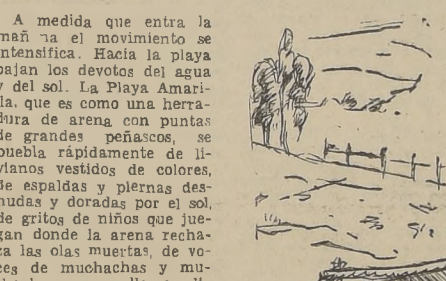 A medida que entra la
mañ na el movimiento se
intensifica. Hacia la playa
bajan los devotos del agua
y del sol. La Playa Amari-
la, que es como una herra-
dura de arena con puntas
de grandes peñascos, se
puebla rápidamente de li-
vianos vestidos de colores,
de espaldas y piernas des-
nudas y doradas por el sol,
de gritos de niños que jue-
gan donde la arena recha-
za las olas muertas, de vo-
ces de muchachas y mu-